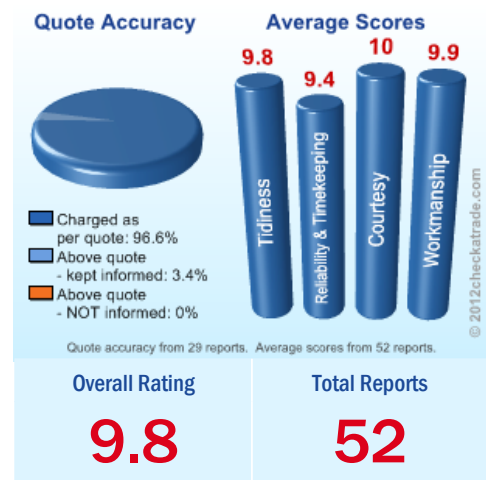 Quote Accuracy
Average Scores
9.8
9.4
10
9.9
Tidiness
Reliability & Timekeeping
Courtesy
Workmanship
Charged as
per quote: 96.6%
Above quote
- kept informed: 3.4%
Above quote
- NOT informed: 0%
© 2012checkatrade.com
Quote accuracy from 29 reports. Average scores from 52 reports.
Overall Rating
9.8
Total Reports
52